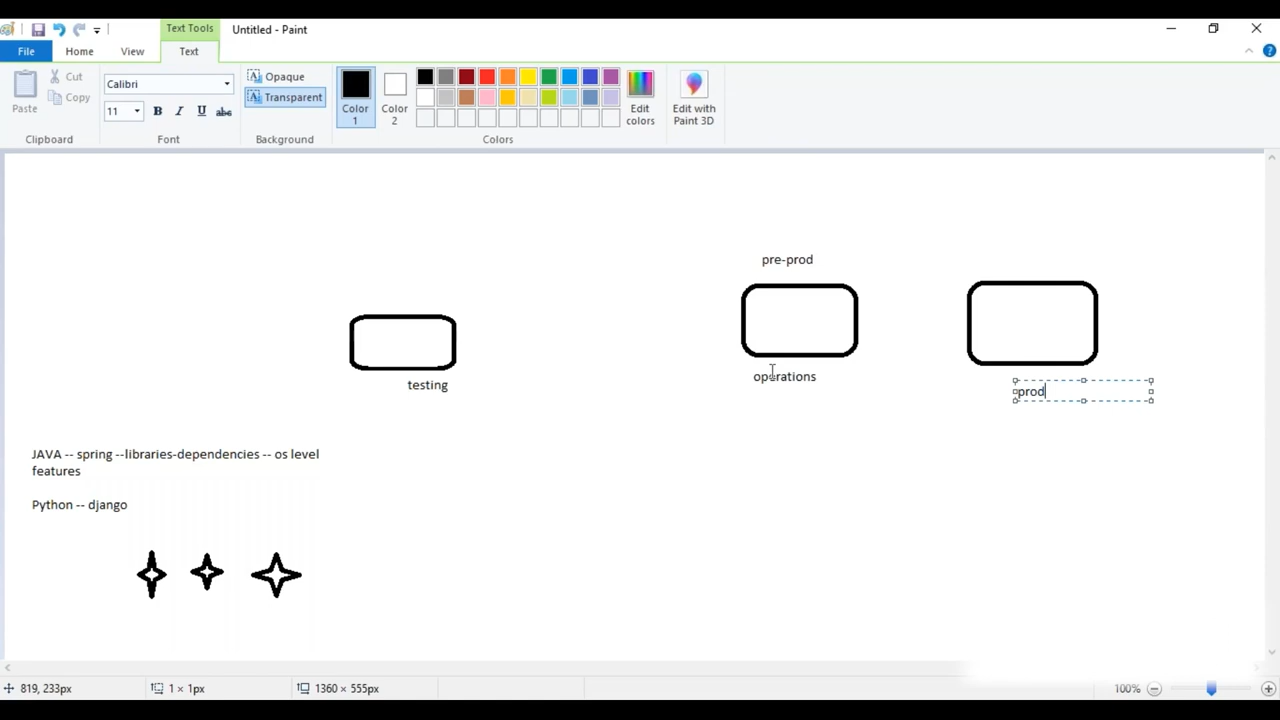 Text Tools
Untitled - Paint
File
Home
View
Text
Paste
Cut
Copy
Clipboard
Calibri
11
B I U abc
Font
Opaque
Transparent
Background
Color 1
Color 2
Edit colors
Colors
Edit with Paint 3D
pre-prod
testing
operations
prod
JAVA -- spring --libraries-dependencies -- os level
features
Python -- django
819, 233px
1 × 1px
1360 × 555px
100%